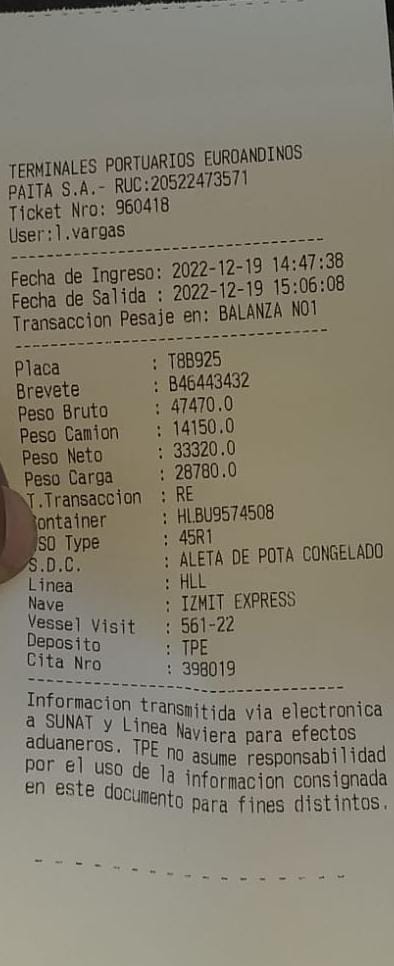 TERMINALES PORTUARIOS EUROANDINOS
PAITA S.A.- RUC:20522473571
Ticket Nro: 960418
User:l.vargas
Fecha de Ingreso: 2022-12-19 14:47:38
Fecha de Salida : 2022-12-19 15:06:08
Transaccion Pesaje en: BALANZA NO1
Placa : T8B925
Brevete : B46443432
Peso Bruto : 47470.0
Peso Camion : 14150.0
Peso Neto : 33320.0
Peso Carga : 28780.0
T.Transaccion : RE
Container : HLBU9574508
ISO Type : 45R1
S.D.C. : ALETA DE POTA CONGELADO
Linea : HLL
Nave : IZMIT EXPRESS
Vessel Visit : 561-22
Deposito : TPE
Cita Nro : 398019
Informacion transmitida via electronica
a SUNAT y Linea Naviera para efectos
aduaneros. TPE no asume responsabilidad
por el uso de la informacion consignada
en este documento para fines distintos.